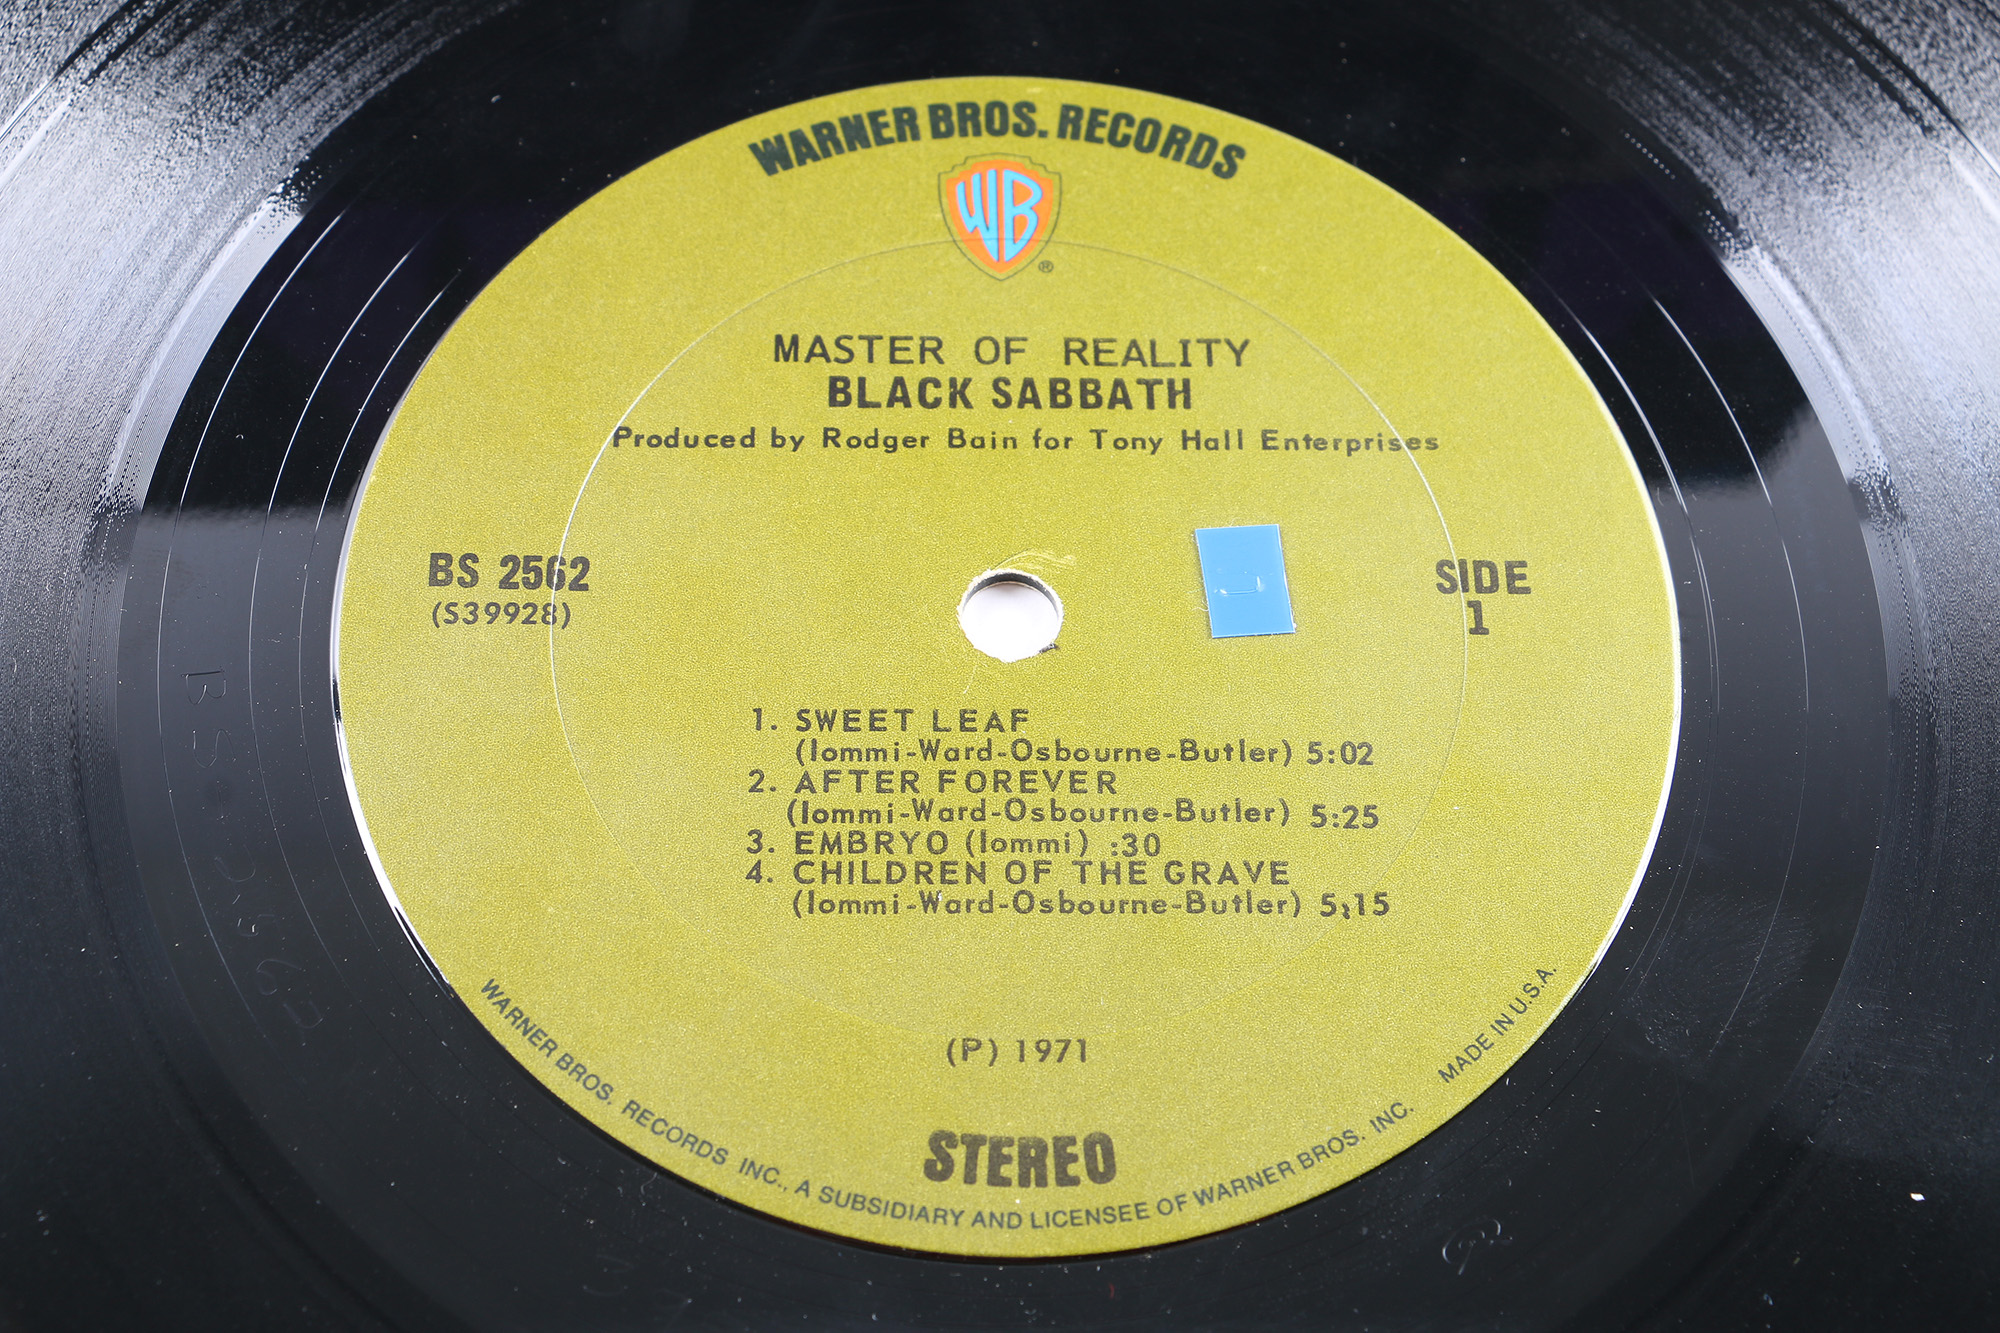 WARNER BROS. RECORDS
WB
®
MASTER OF REALITY
BLACK SABBATH
Produced by Rodger Bain for Tony Hall Enterprises
BS 2562
(S39928)
SIDE
1
1. SWEET LEAF
(Iommi-Ward-Osbourne-Butler) 5:02
2. AFTER FOREVER
(Iommi-Ward-Osbourne-Butler) 5:25
3. EMBRYO (Iommi) :30
4. CHILDREN OF THE GRAVE
(Iommi-Ward-Osbourne-Butler) 5:15
(P) 1971
STEREO
WARNER BROS. RECORDS INC., A SUBSIDIARY AND LICENSEE OF WARNER BROS. INC.
MADE IN U.S.A.